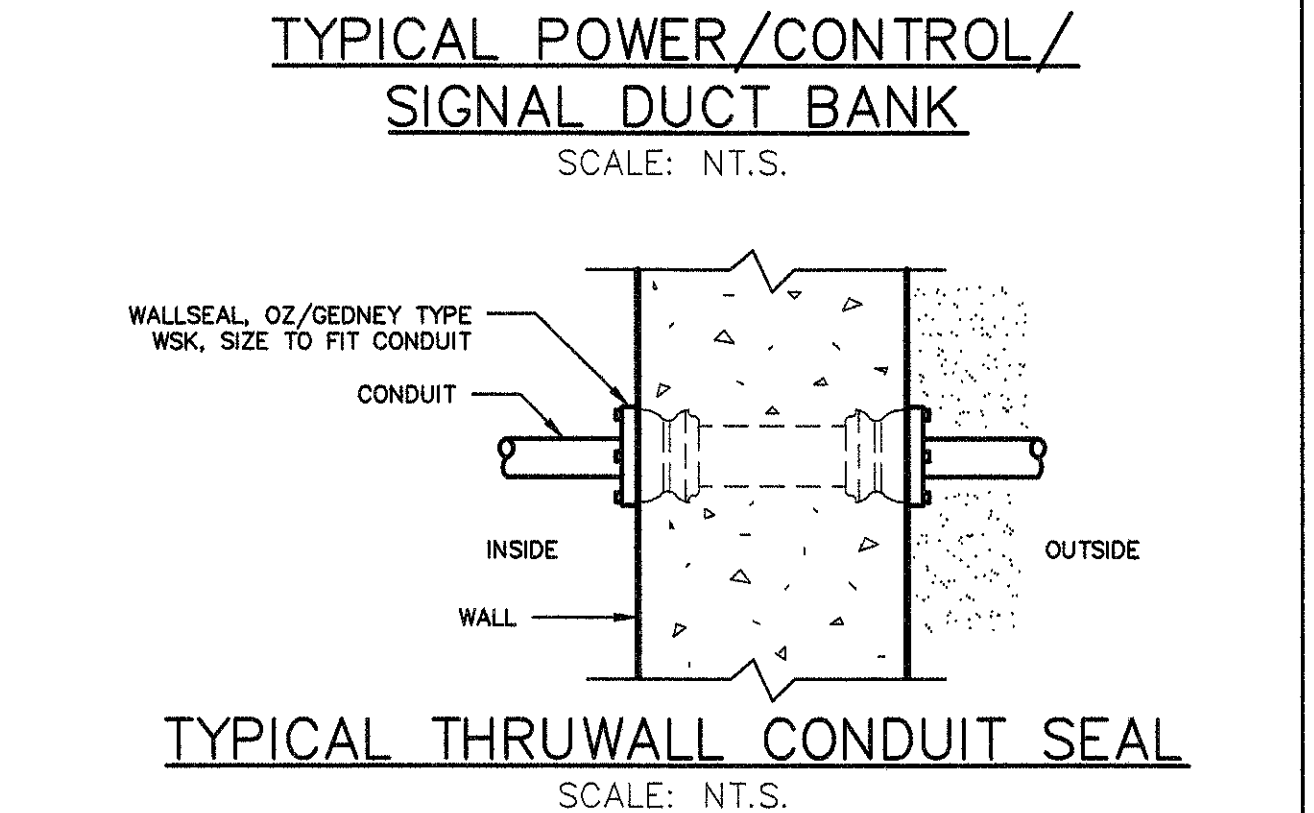 TYPICAL POWER/CONTROL/
SIGNAL DUCT BANK
SCALE: NT.S.
WALLSEAL, OZ/GEDNEY TYPE
WSK, SIZE TO FIT CONDUIT
CONDUIT
INSIDE
OUTSIDE
WALL
TYPICAL THRUWALL CONDUIT SEAL
SCALE: NT.S.